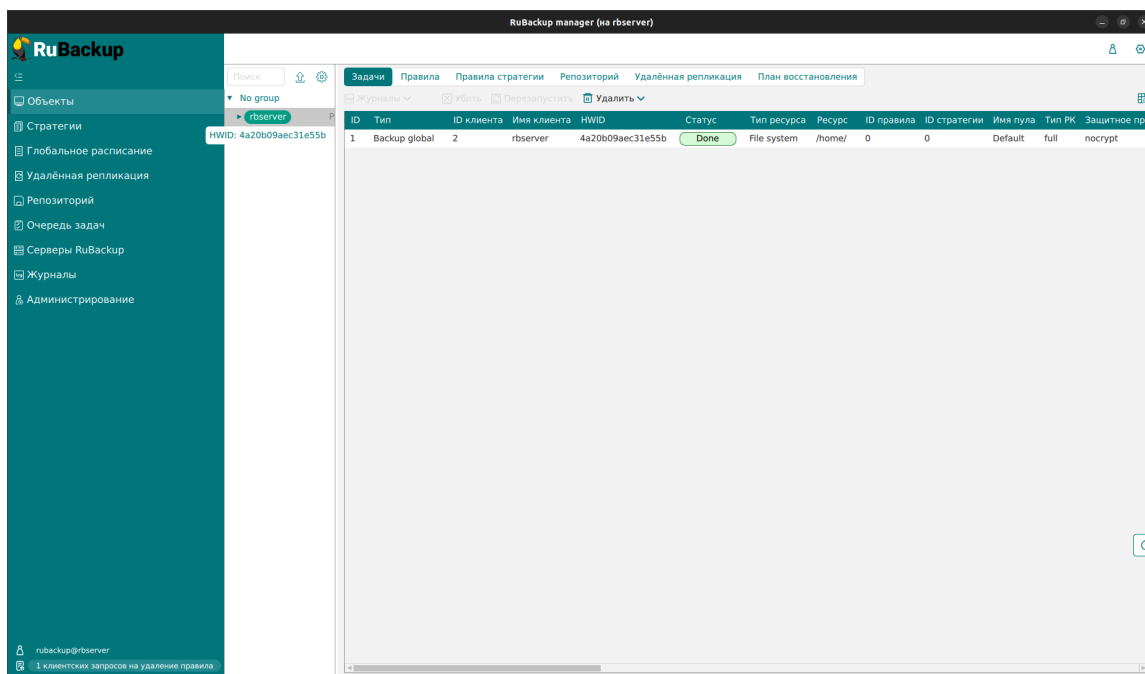 RuBackup manager (на rbserver)
RuBackup
Поиск
Задачи Правила Правила стратегии Репозиторий Удалённая репликация План восстановления
Объекты
No group
Журналы Убить Перезапустить Удалить
Стратегии
rbserver
HWID: 4a20b09aec31e55b
ID Тип ID клиента Имя клиента HWID Статус Тип ресурса Ресурс ID правила ID стратегии Имя пула Тип РК Защитное пр
1 Backup global 2 rbserver 4a20b09aec31e55b Done File system /home/ 0 0 Default full nocrypt
Глобальное расписание
Удалённая репликация
Репозиторий
Очередь задач
Серверы RuBackup
Журналы
Администрирование
rubackup@rbserver
1 клиентских запросов на удаление правила